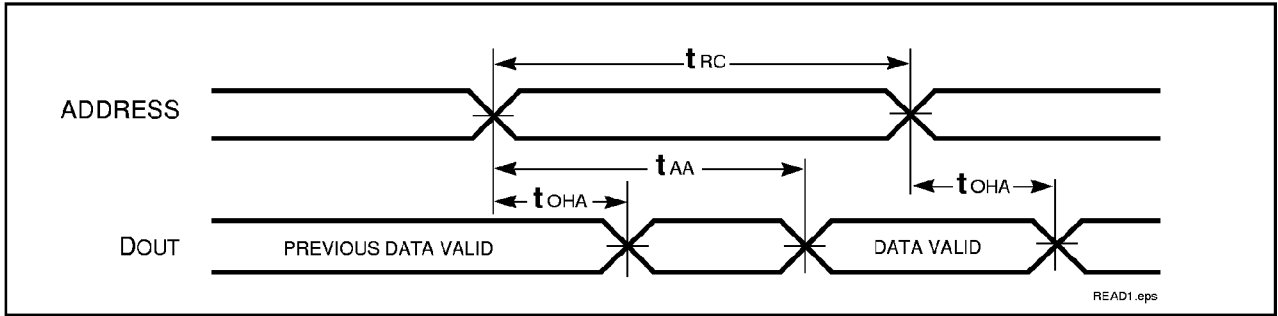 tRC
ADDRESS
tAA
tOHA
tOHA
DOUT
PREVIOUS DATA VALID
DATA VALID
READ1.eps